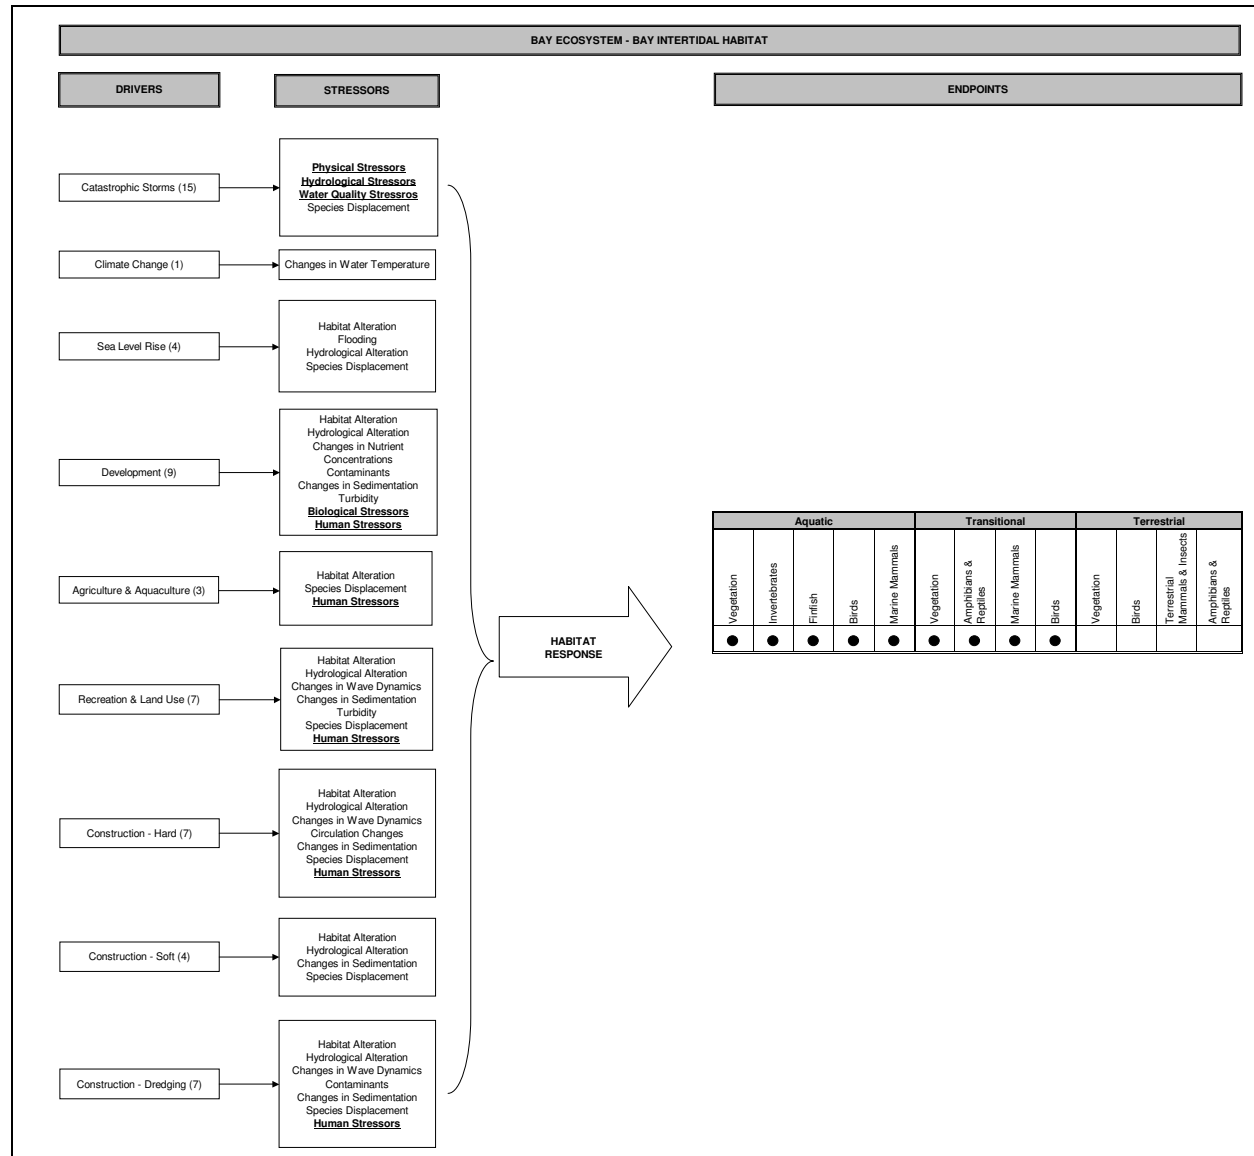 BAY ECOSYSTEM - BAY INTERTIDAL HABITAT
DRIVERS
STRESSORS
ENDPOINTS
Catastrophic Storms (15)
Physical Stressors
Hydrological Stressors
Water Quality Stressros
Species Displacement
Climate Change (1)
Changes in Water Temperature
Sea Level Rise (4)
Habitat Alteration
Flooding
Hydrological Alteration
Species Displacement
Development (9)
Habitat Alteration
Hydrological Alteration
Changes in Nutrient
Concentrations
Contaminants
Changes in Sedimentation
Turbidity
Biological Stressors
Human Stressors
Agriculture & Aquaculture (3)
Habitat Alteration
Species Displacement
Human Stressors
Recreation & Land Use (7)
Habitat Alteration
Hydrological Alteration
Changes in Wave Dynamics
Changes in Sedimentation
Turbidity
Species Displacement
Human Stressors
Construction - Hard (7)
Habitat Alteration
Hydrological Alteration
Changes in Wave Dynamics
Circulation Changes
Changes in Sedimentation
Species Displacement
Human Stressors
Construction - Soft (4)
Habitat Alteration
Hydrological Alteration
Changes in Sedimentation
Species Displacement
Construction - Dredging (7)
Habitat Alteration
Hydrological Alteration
Changes in Wave Dynamics
Contaminants
Changes in Sedimentation
Species Displacement
Human Stressors
HABITAT
RESPONSE
Aquatic
Transitional
Terrestrial
Vegetation
Invertebrates
Finfish
Birds
Marine Mammals
Vegetation
Amphibians &
Reptiles
Marine Mammals
Birds
Vegetation
Birds
Terrestrial
Mammals & Insects
Amphibians &
Reptiles